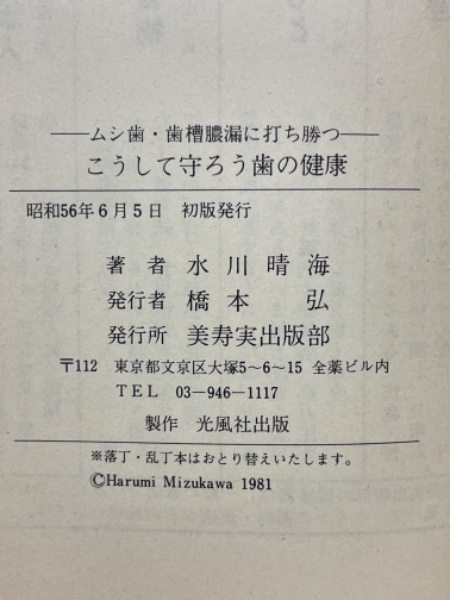 ―ムシ歯・歯槽膿漏に打ち勝つ―
こうして守ろう歯の健康
昭和56年6月5日 初版発行
著者 水川晴海
発行者 橋本 弘
発行所 美寿実出版部
〒112 東京都文京区大塚5〜6〜15 全薬ビル内
TEL 03―946―1117
製作 光風社出版
※落丁・乱丁本はおとり替えいたします。
©Harumi Mizukawa 1981